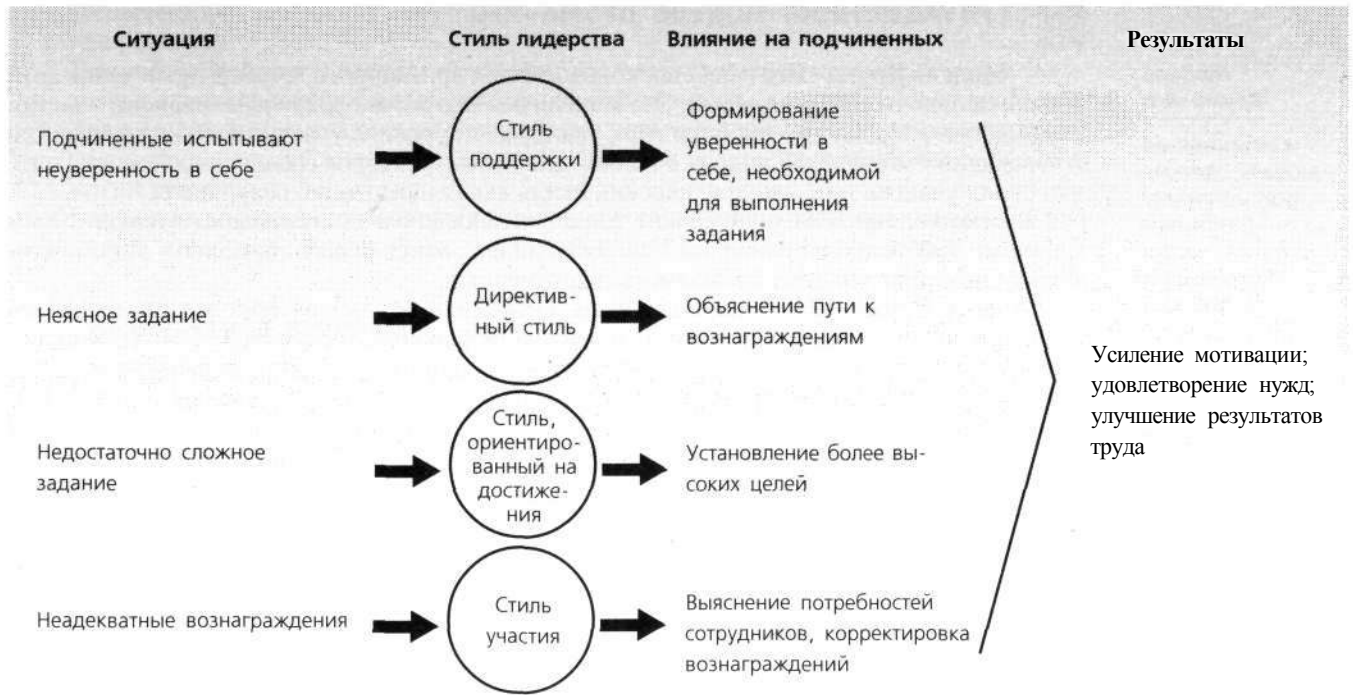 Ситуация
Стиль лидерства
Влияние на подчиненных
Результаты
Подчиненные испытывают
неуверенность в себе
Стиль
поддержки
Формирование
уверенности в
себе, необходимой
для выполнения
задания
Неясное задание
Директив-
ный стиль
Объяснение пути к
вознаграждениям
Недостаточно сложное
задание
Стиль,
ориентиро-
ванный на
достиже-
ния
Установление более вы-
соких целей
Неадекватные вознаграждения
Стиль
участия
Выяснение потребностей
сотрудников, корректировка
вознаграждений
Усиление мотивации;
удовлетворение нужд;
улучшение результатов
труда